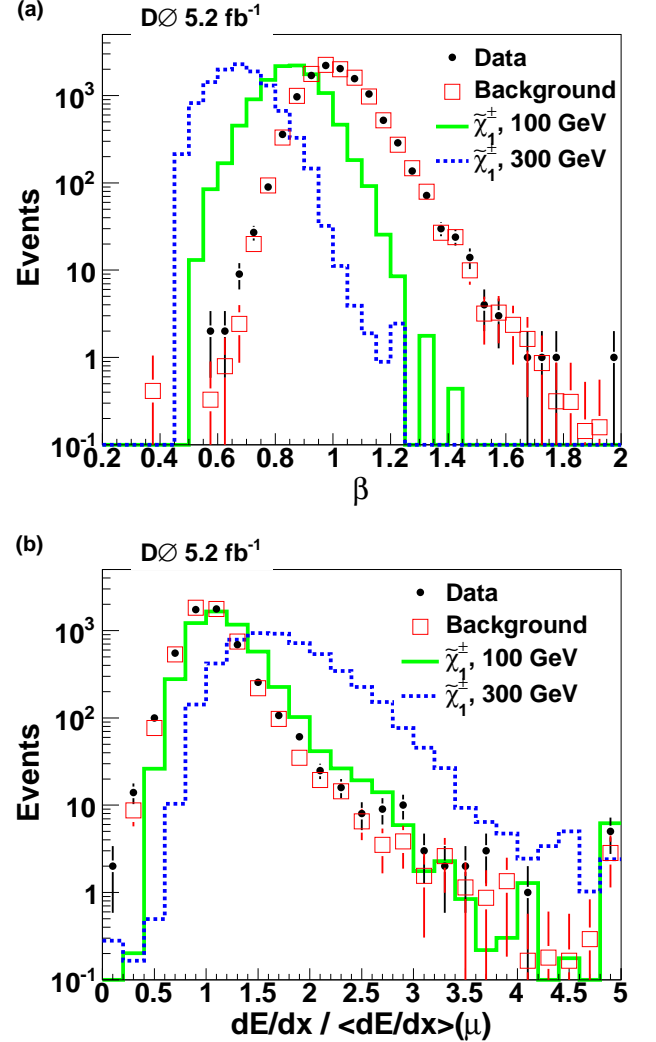 (a)
DØ 5.2 fb⁻¹
Data
Background
χ̃₁±, 100 GeV
χ̃₁±, 300 GeV
Events
10³
10²
10
1
10⁻¹
0.2 0.4 0.6 0.8 1 1.2 1.4 1.6 1.8 2
β
(b)
DØ 5.2 fb⁻¹
Data
Background
χ̃₁±, 100 GeV
χ̃₁±, 300 GeV
Events
10³
10²
10
1
10⁻¹
0 0.5 1 1.5 2 2.5 3 3.5 4 4.5 5
dE/dx / <dE/dx>(μ)